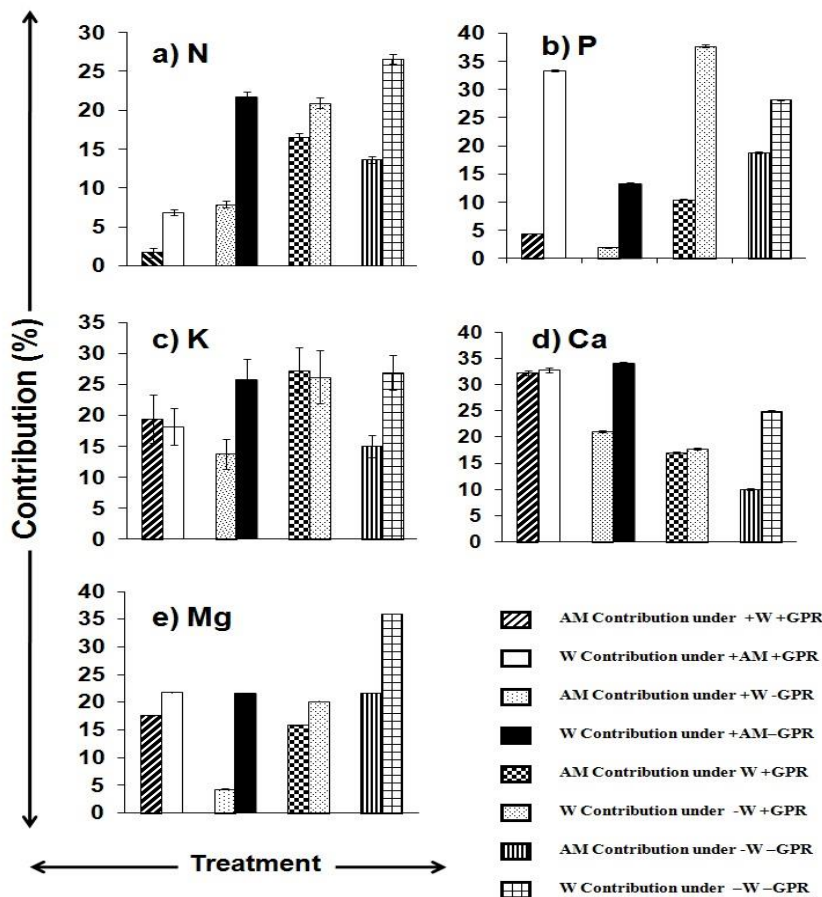 a) N
30
25
20
15
10
5
0
b) P
40
35
30
25
20
15
10
5
0
c) K
35
30
25
20
15
10
5
0
d) Ca
40
35
30
25
20
15
10
5
0
e) Mg
40
35
30
25
20
15
10
5
0
Contribution (%)
Treatment
AM Contribution under +W +GPR
W Contribution under +AM +GPR
AM Contribution under +W -GPR
W Contribution under +AM–GPR
AM Contribution under W +GPR
W Contribution under -W +GPR
AM Contribution under -W –GPR
W Contribution under –W –GPR